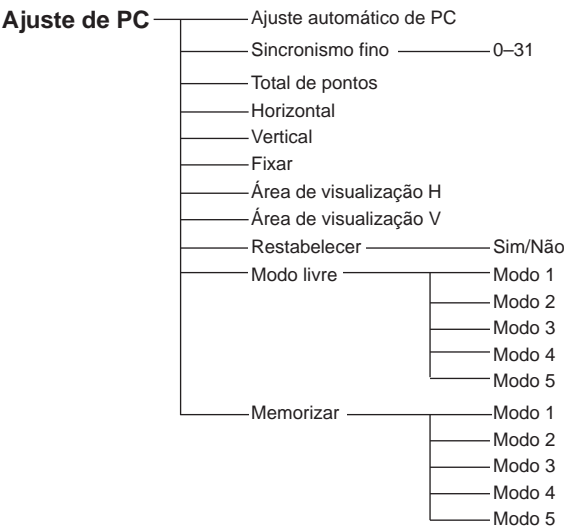 Ajuste de PC
Ajuste automático de PC
Sincronismo fino 0–31
Total de pontos
Horizontal
Vertical
Fixar
Área de visualização H
Área de visualização V
Restabelecer Sim/Não
Modo livre Modo 1
Modo 2
Modo 3
Modo 4
Modo 5
Memorizar Modo 1
Modo 2
Modo 3
Modo 4
Modo 5